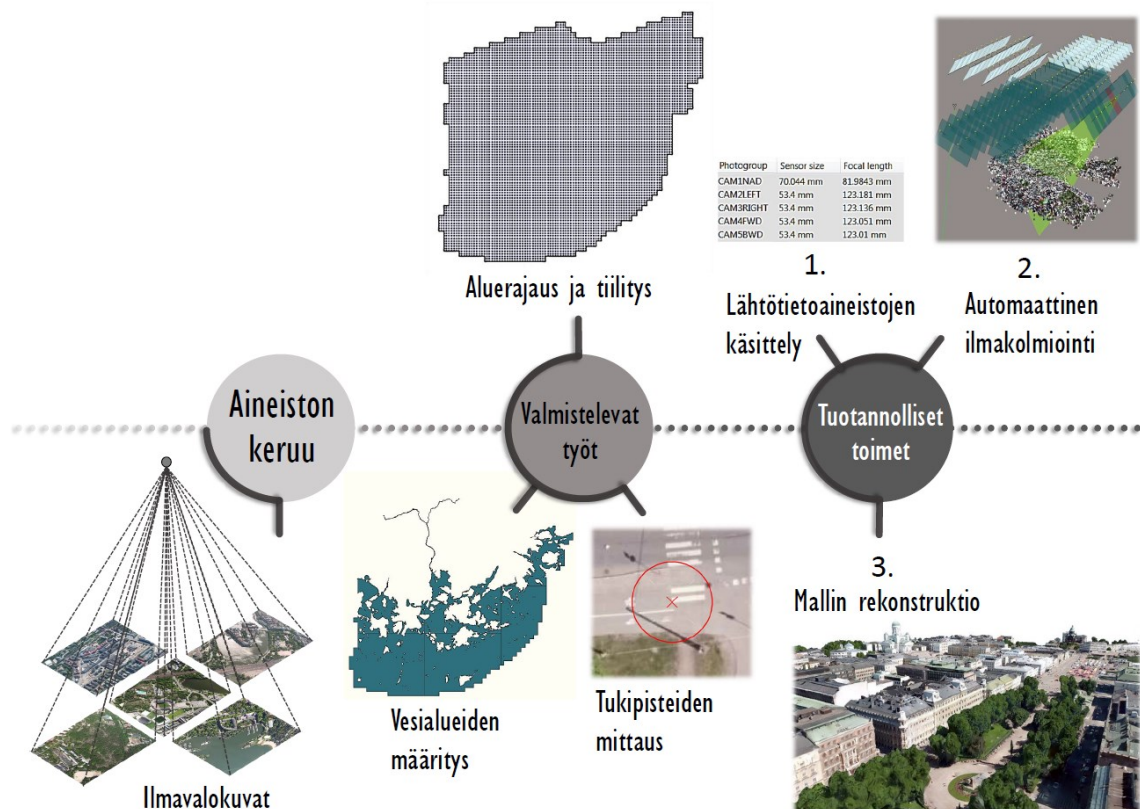 Photogroup Sensor size Focal length
CAM1NAD 70.044 mm 81.9843 mm
CAM2LEFT 53.4 mm 123.181 mm
CAM3RIGHT 53.4 mm 123.136 mm
CAM4FWD 53.4 mm 123.051 mm
CAM5BWD 53.4 mm 123.01 mm
Aluerajaus ja tiilitys
1.
Lähtötietoaineistojen
käsittely
2.
Automaattinen
ilmakolmiointi
Aineiston
keruu
Valmistelevat
työt
Tuotannolliset
toimet
3.
Mallin rekonstruktio
Vesialueiden
määritys
Tukipisteiden
mittaus
Ilmavalokuvat